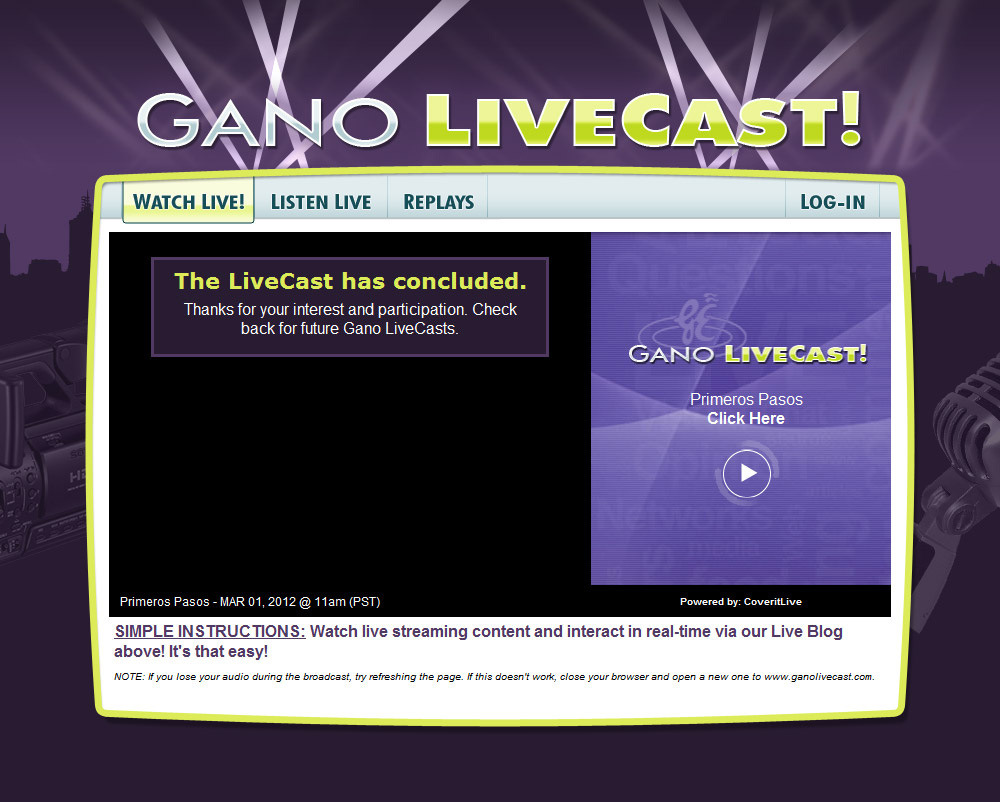 GANO LIVECAST!
WATCH LIVE! LISTEN LIVE REPLAYS LOG-IN
The LiveCast has concluded.
Thanks for your interest and participation. Check
back for future Gano LiveCasts.
GANO LIVECAST!
Primeros Pasos
Click Here
Networks
media
Primeros Pasos - MAR 01, 2012 @ 11am (PST)
Powered by: CoveritLive
SIMPLE INSTRUCTIONS: Watch live streaming content and interact in real-time via our Live Blog
above! It's that easy!
NOTE: If you lose your audio during the broadcast, try refreshing the page. If this doesn't work, close your browser and open a new one to www.ganolivecast.com.